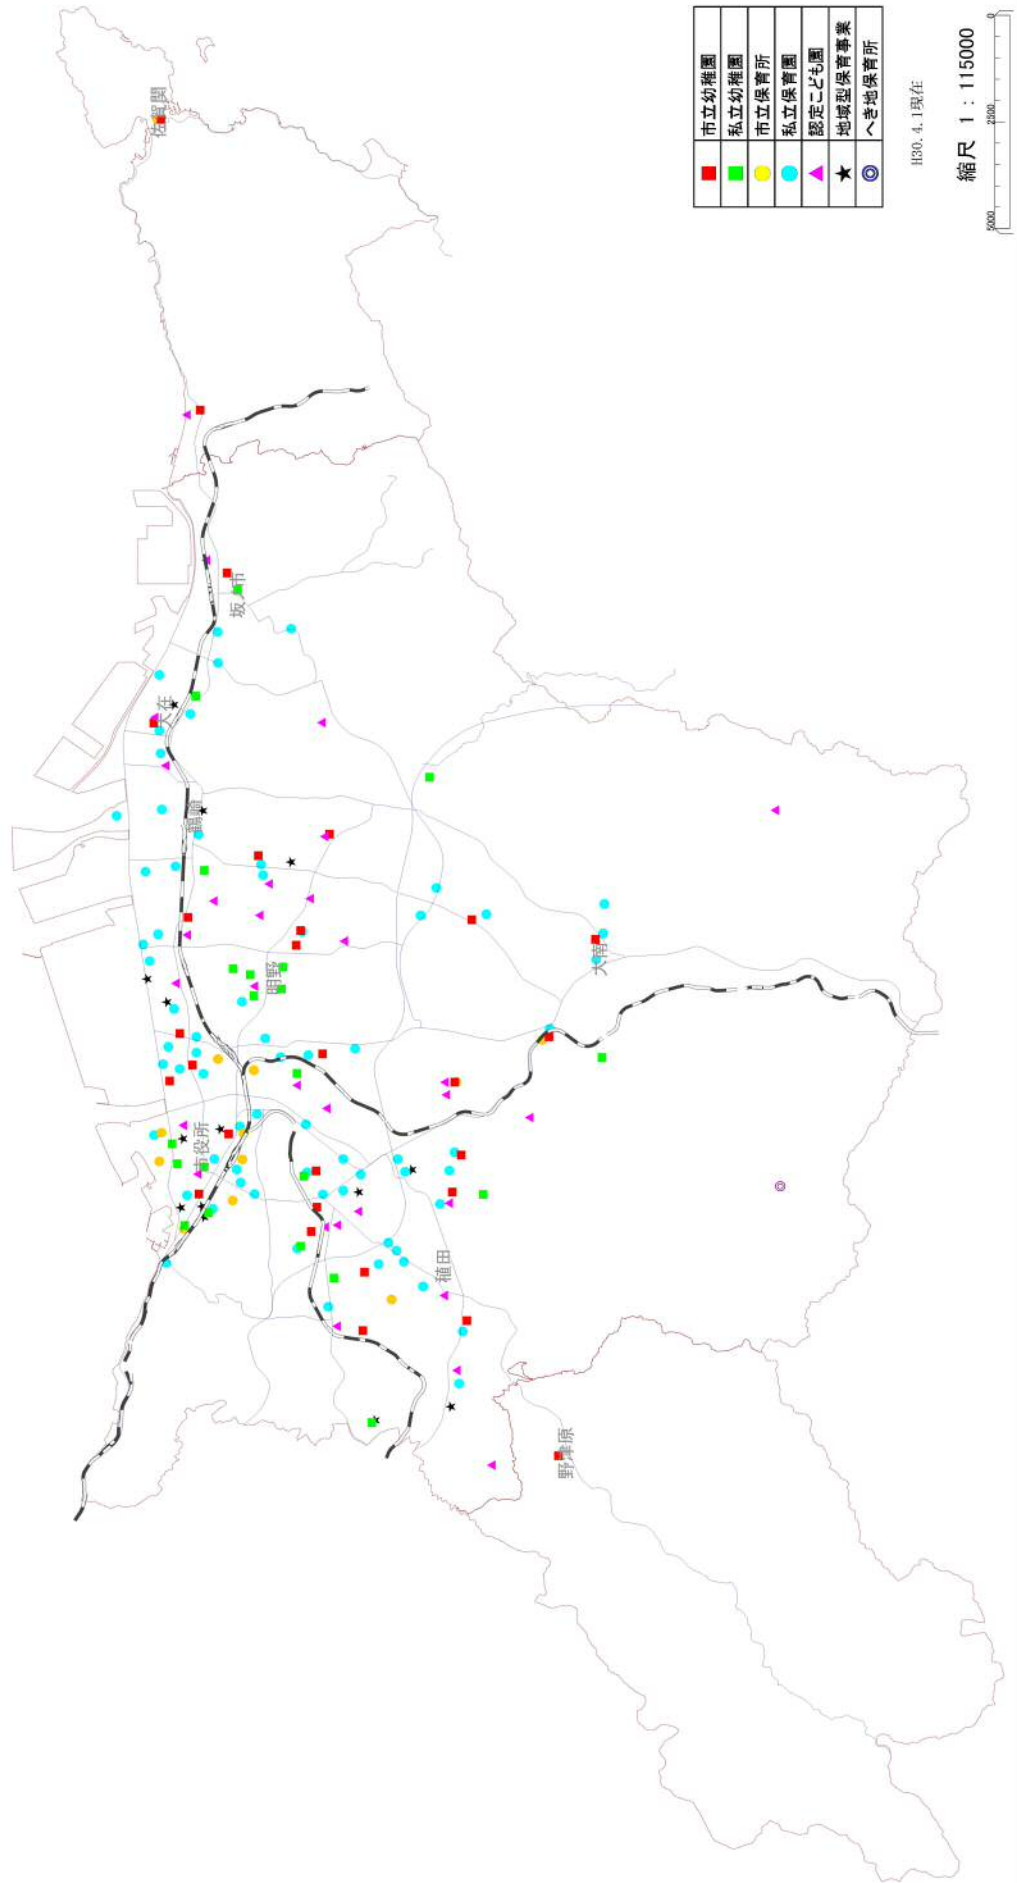 佐賀関
坂ノ市
大在
鶴崎
明野
大南
市役所
稙田
野津原
市立幼稚園
私立幼稚園
市立保育所
私立保育園
認定こども園
地域型保育事業
へき地保育所
H30.4.1現在
縮尺 1：115000
5000
2500
0